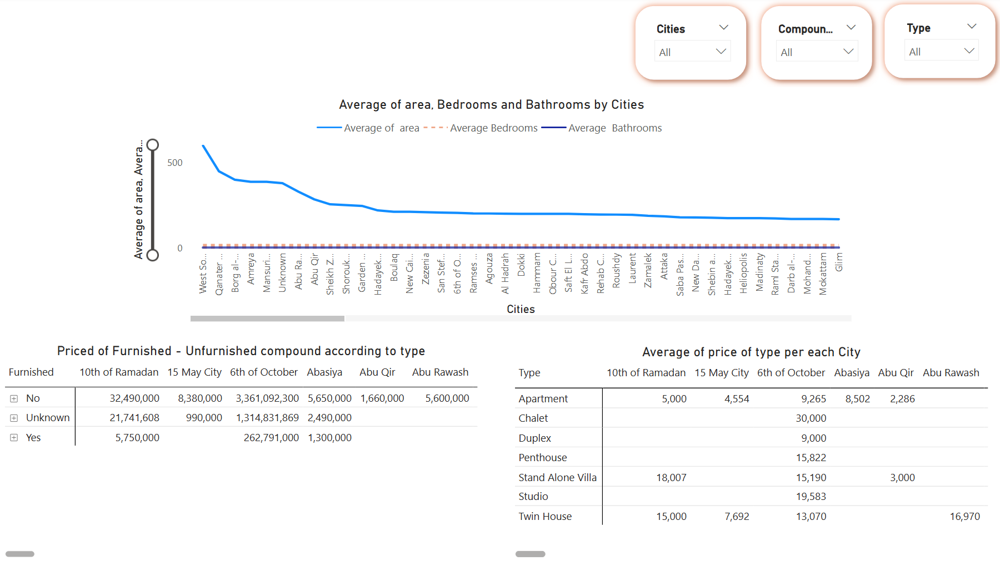 Cities
All
Compoun...
All
Type
All
Average of area, Bedrooms and Bathrooms by Cities
Average of area
Average Bedrooms
Average Bathrooms
Average of area, Avera...
500
0
West So...
Qanater ...
Borg al-...
Amreya
Mansuri...
Unknown
Abu Ra...
Abu Qir
Sheikh Z...
Shorouk...
Garden ...
Hadayek...
Boulaq
New Cai...
Zezenia
San Stef...
6th of O...
Ramses ...
Agouza
Al Hadrah
Dokki
Hammam
Obour C...
Saft El L...
Kafr Abdo
Rehab C...
Roushdy
Laurent
Zamalek
Attaka
Saba Pas...
New Da...
Shebin a...
Hadayek...
Heliopolis
Madinaty
Raml Sta...
Darb al-...
Mohand...
Mokattam
Glim
Cities
Priced of Furnished - Unfurnished compound according to type
Furnished 10th of Ramadan 15 May City 6th of October Abasiya Abu Qir Abu Rawash
No 32,490,000 8,380,000 3,361,092,300 5,650,000 1,660,000 5,600,000
Unknown 21,741,608 990,000 1,314,831,869 2,490,000
Yes 5,750,000 262,791,000 1,300,000
Average of price of type per each City
Type 10th of Ramadan 15 May City 6th of October Abasiya Abu Qir Abu Rawash
Apartment 5,000 4,554 9,265 8,502 2,286
Chalet 30,000
Duplex 9,000
Penthouse 15,822
Stand Alone Villa 18,007 15,190 3,000
Studio 19,583
Twin House 15,000 7,692 13,070 16,970